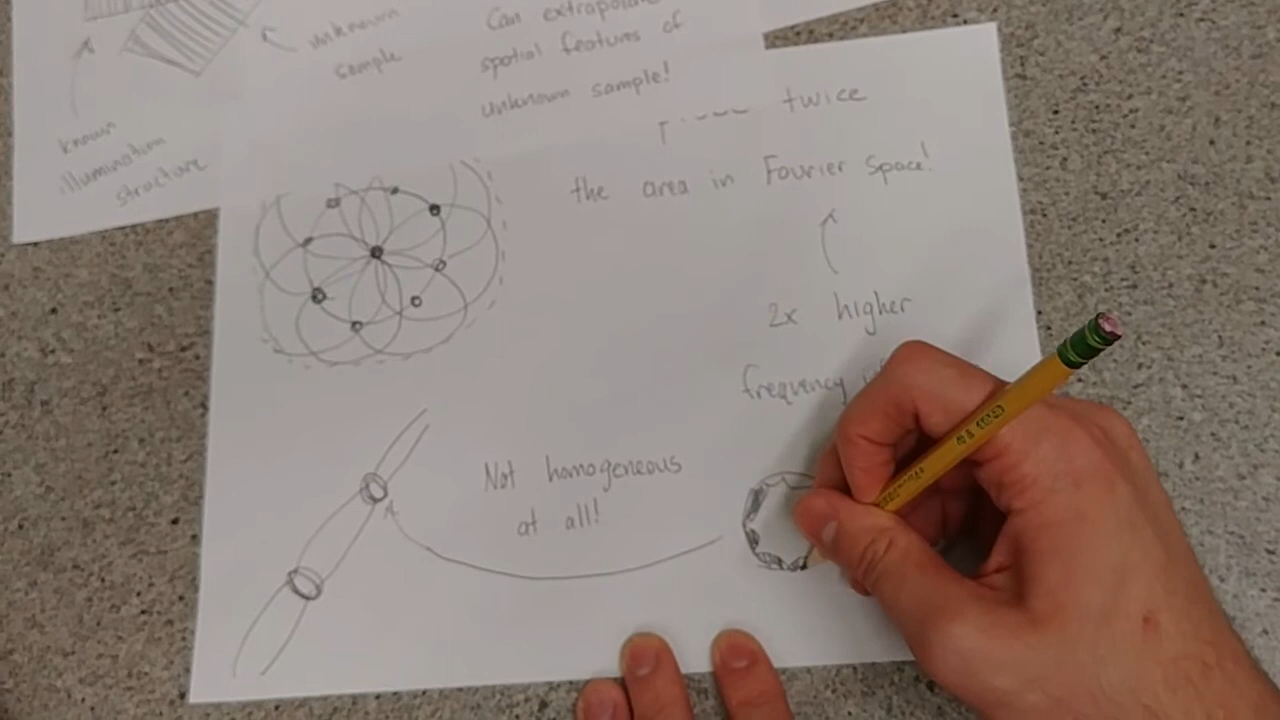 unknown
sample
known
illumination
structure
Can
spatial features of
unknown sample!
twice
the area in Fourier Space!
2x higher
frequency
Not homogeneous
at all!